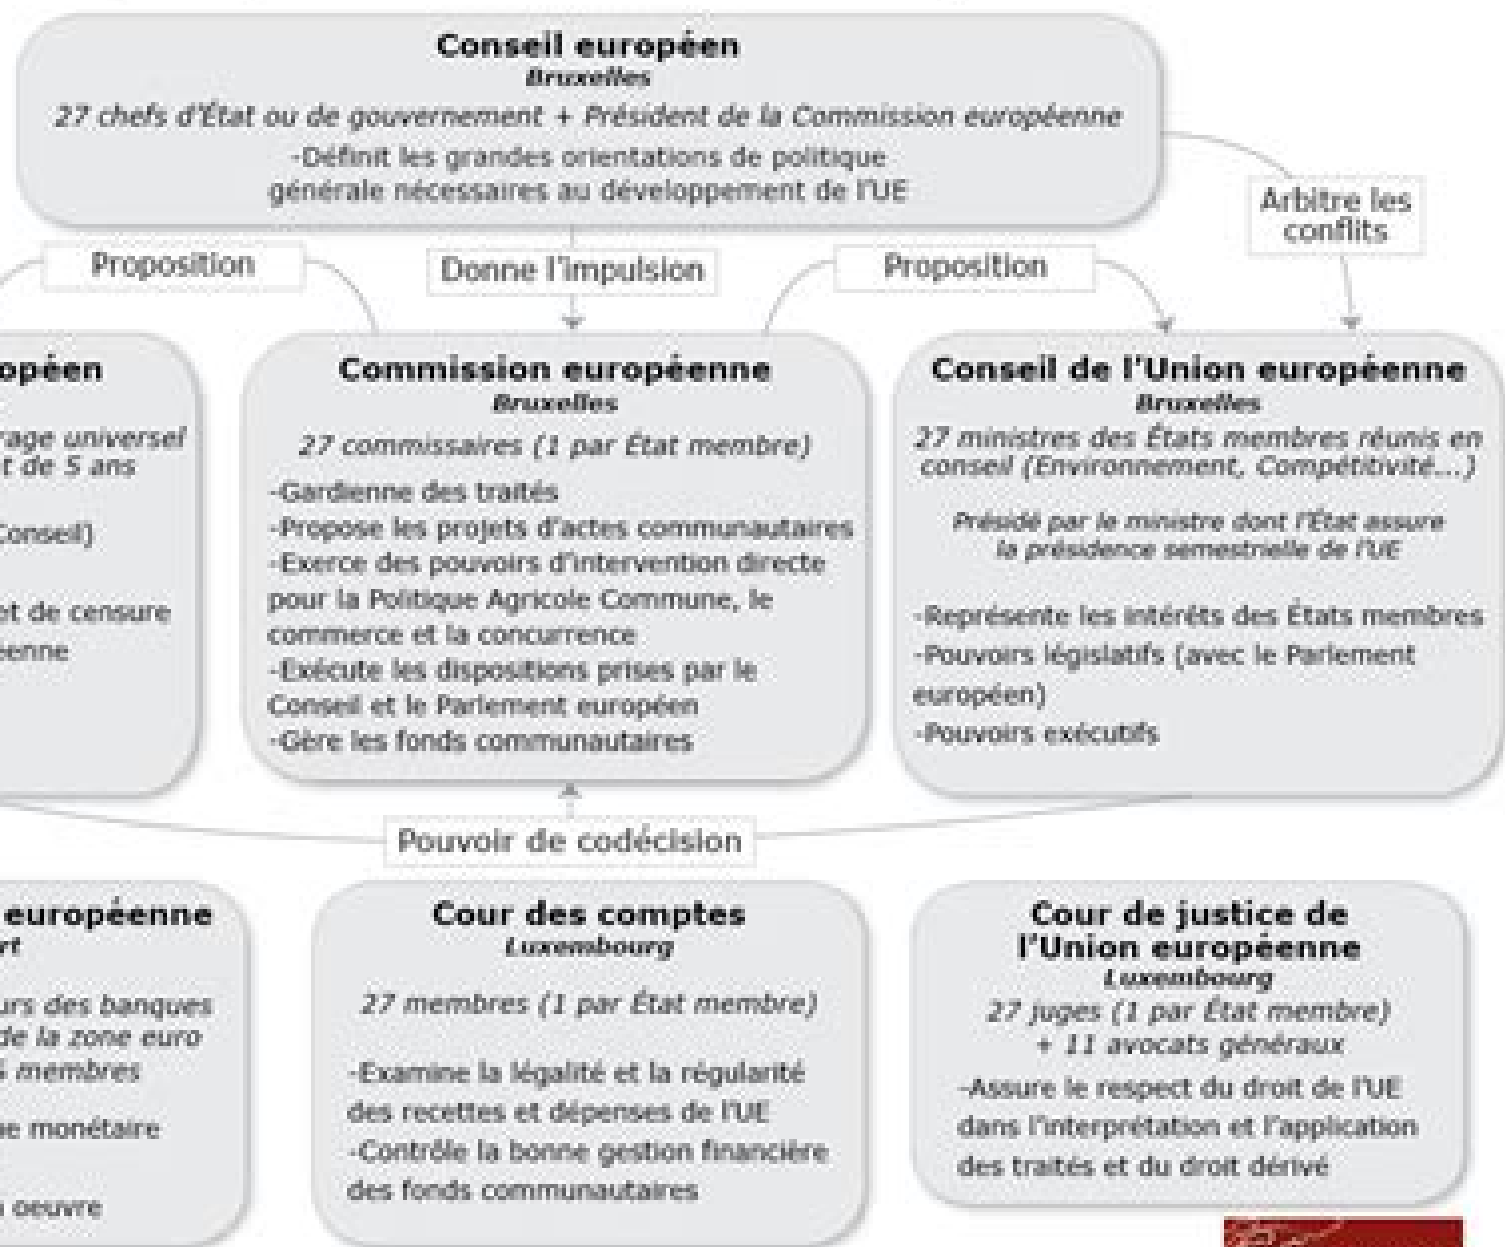 Conseil européen
Bruxelles
27 chefs d'État ou de gouvernement + Président de la Commission européenne
-Définit les grandes orientations de politique
générale nécessaires au développement de l'UE
Arbitre les
conflits
Proposition
Donne l'impulsion
Proposition
opéen
rage universel
t de 5 ans
Conseil)
et de censure
éenne
Commission européenne
Bruxelles
27 commissaires (1 par État membre)
-Gardienne des traités
-Propose les projets d'actes communautaires
-Exerce des pouvoirs d'intervention directe
pour la Politique Agricole Commune, le
commerce et la concurrence
-Exécute les dispositions prises par le
Conseil et le Parlement européen
-Gère les fonds communautaires
Conseil de l'Union européenne
Bruxelles
27 ministres des États membres réunis en
conseil (Environnement, Compétitivité...)
Présidé par le ministre dont l'État assure
la présidence semestrielle de l'UE
-Représente les intérêts des États membres
-Pouvoirs législatifs (avec le Parlement
européen)
-Pouvoirs exécutifs
Pouvoir de codécision
européenne
rt
urs des banques
de la zone euro
membres
ue monétaire
oeuvre
Cour des comptes
Luxembourg
27 membres (1 par État membre)
-Examine la légalité et la régularité
des recettes et dépenses de l'UE
-Contrôle la bonne gestion financière
des fonds communautaires
Cour de justice de
l'Union européenne
Luxembourg
27 juges (1 par État membre)
+ 11 avocats généraux
-Assure le respect du droit de l'UE
dans l'interprétation et l'application
des traités et du droit dérivé